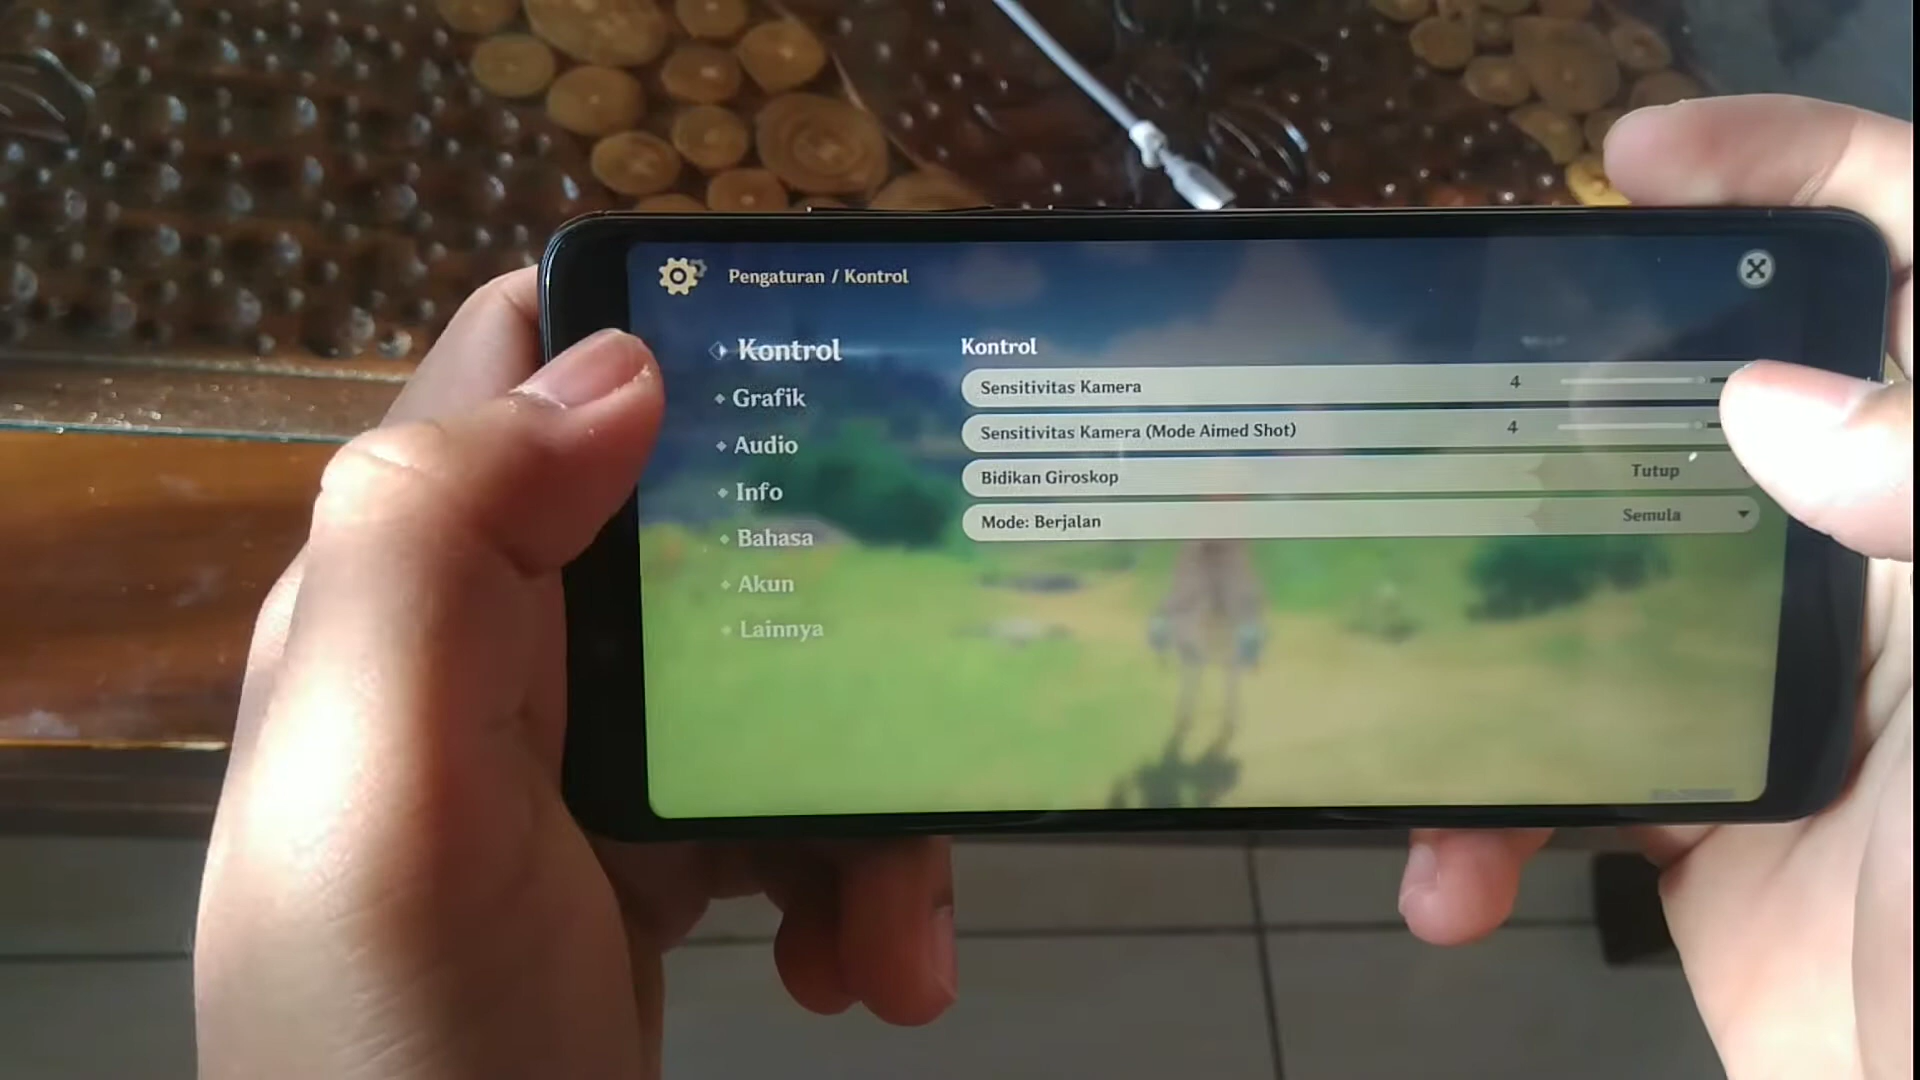 Pengaturan / Kontrol
Kontrol
Grafik
Audio
Info
Bahasa
Akun
Lainnya
Kontrol
Sensitivitas Kamera 4
Sensitivitas Kamera (Mode Aimed Shot) 4
Bidikan Giroskop Tutup
Mode: Berjalan Semula